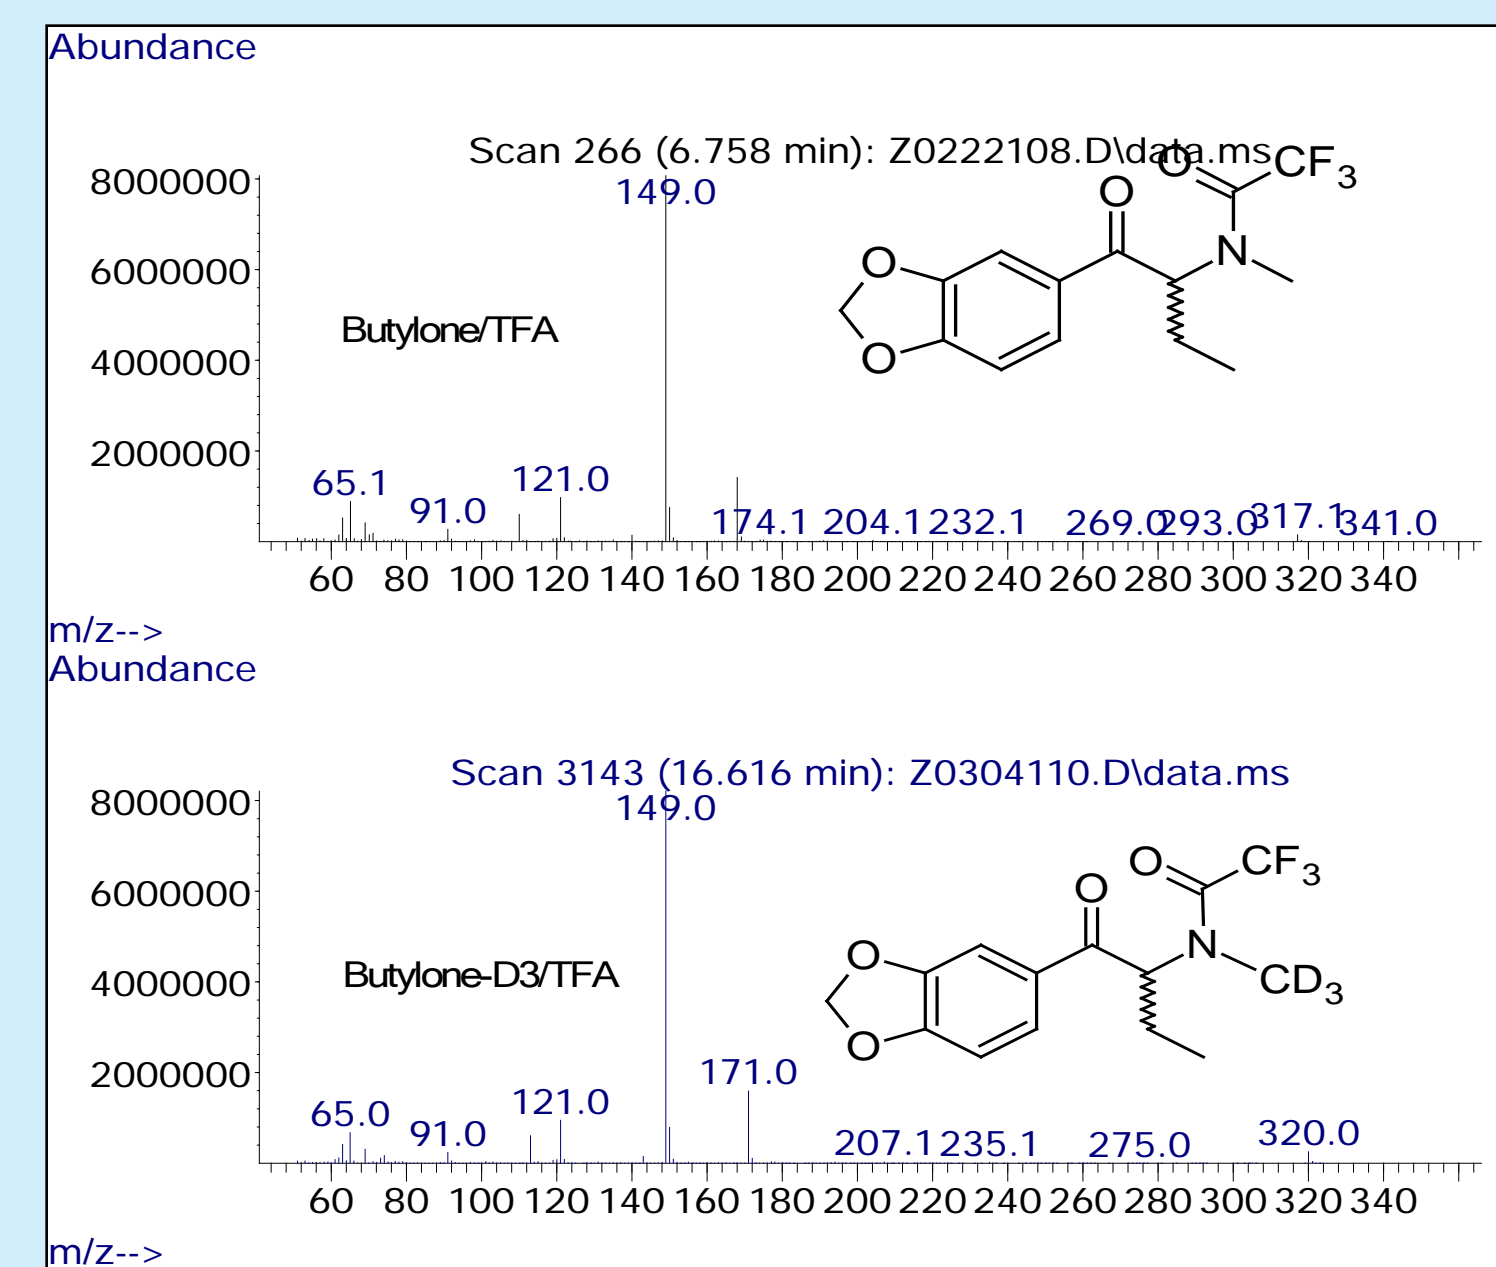 Abundance
Scan 266 (6.758 min): Z0222108.D\data.ms
8000000
149.0
O
O
CF3
N
O
O
6000000
Butylone/TFA
4000000
2000000
65.1
91.0
121.0
174.1 204.1 232.1 269.0 293.0 317.1 341.0
60 80 100 120 140 160 180 200 220 240 260 280 300 320 340
m/z-->
Abundance
Scan 3143 (16.616 min): Z0304110.D\data.ms
8000000
149.0
O
O
CF3
N
CD3
O
O
6000000
Butylone-D3/TFA
4000000
2000000
65.0
91.0
121.0
171.0
207.1 235.1 275.0 320.0
60 80 100 120 140 160 180 200 220 240 260 280 300 320 340
m/z-->